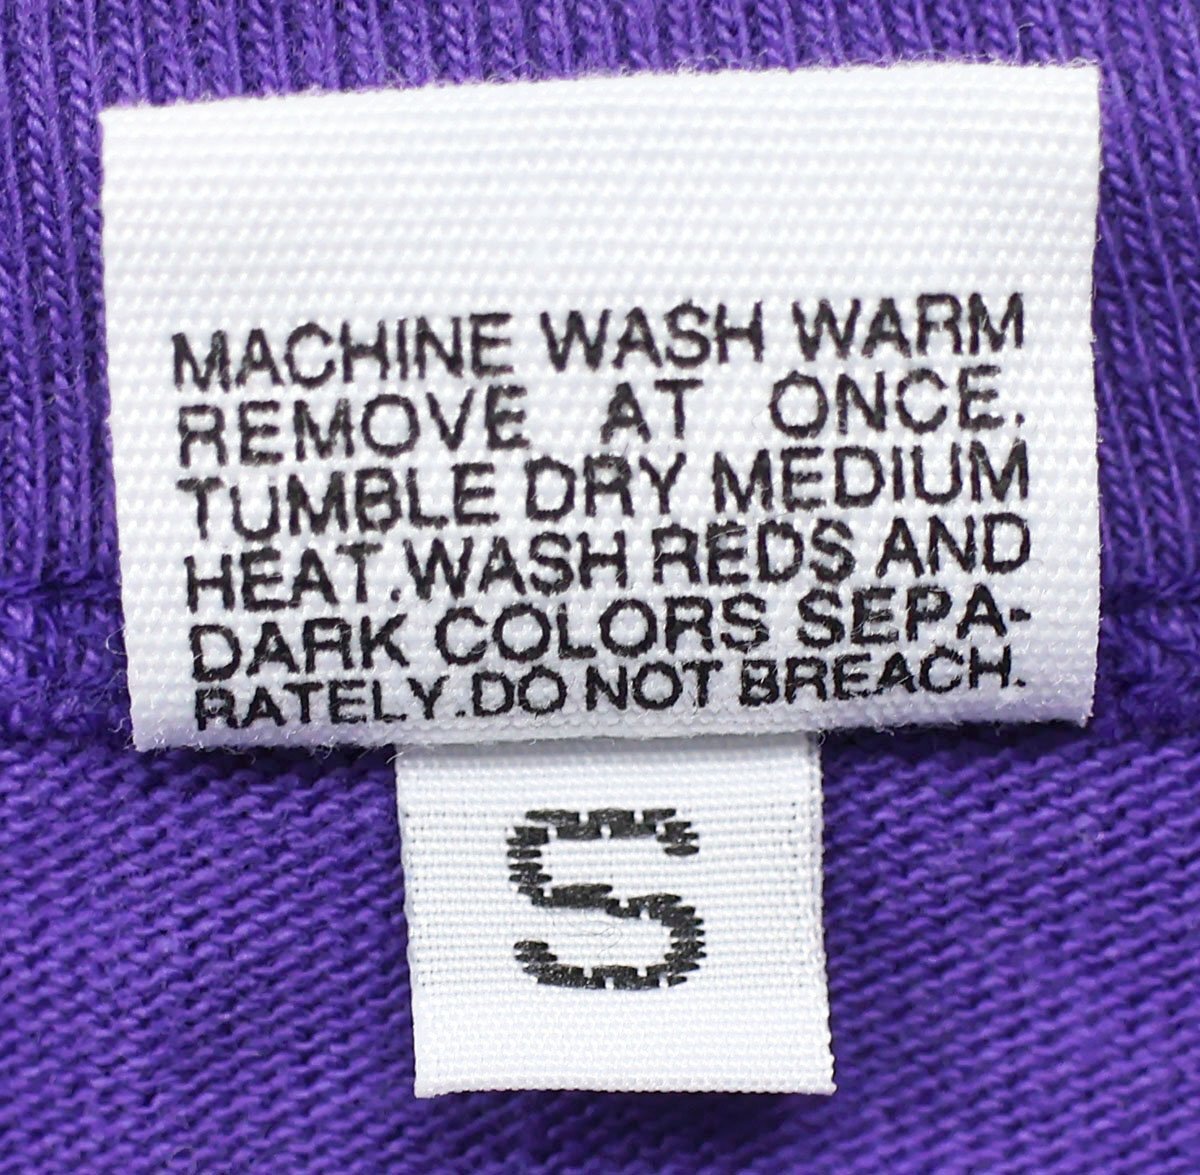 MACHINE WASH WARM
REMOVE AT ONCE.
TUMBLE DRY MEDIUM
HEAT.WASH REDS AND
DARK COLORS SEPA-
RATELY.DO NOT BREACH.
S